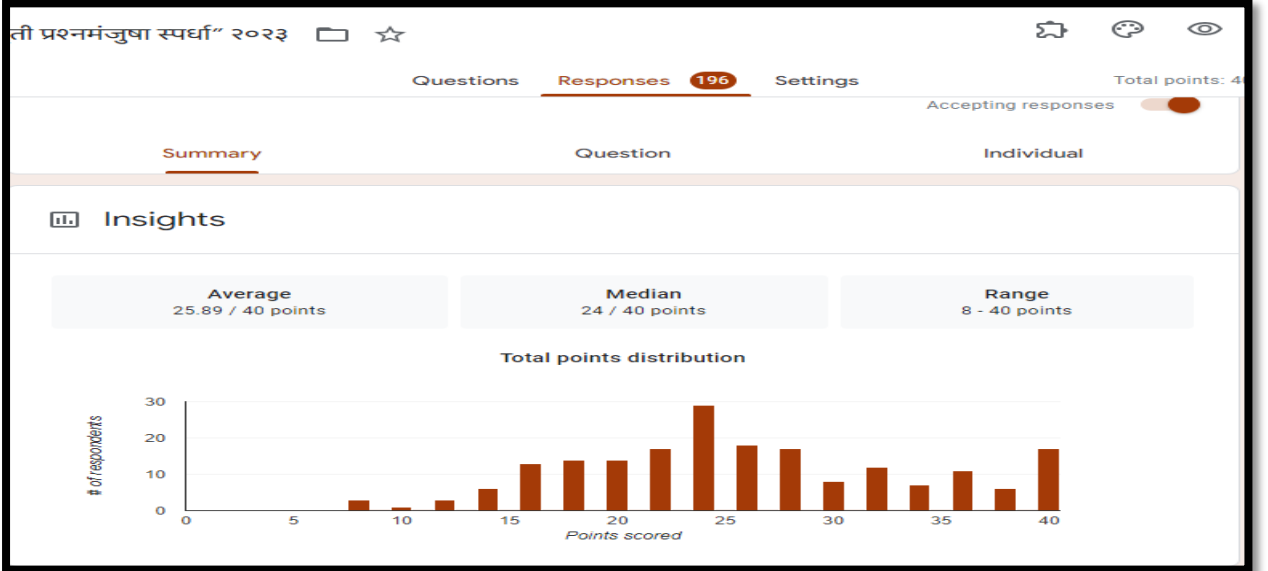 ती प्रश्नमंजुषा स्पर्धा” २०२३
Questions Responses 196 Settings Total points: 4
Accepting responses
Summary Question Individual
Insights
Average Median Range
25.89 / 40 points 24 / 40 points 8 - 40 points
Total points distribution
# of respondents
30
20
10
0
0 5 10 15 20 25 30 35 40
Points scored